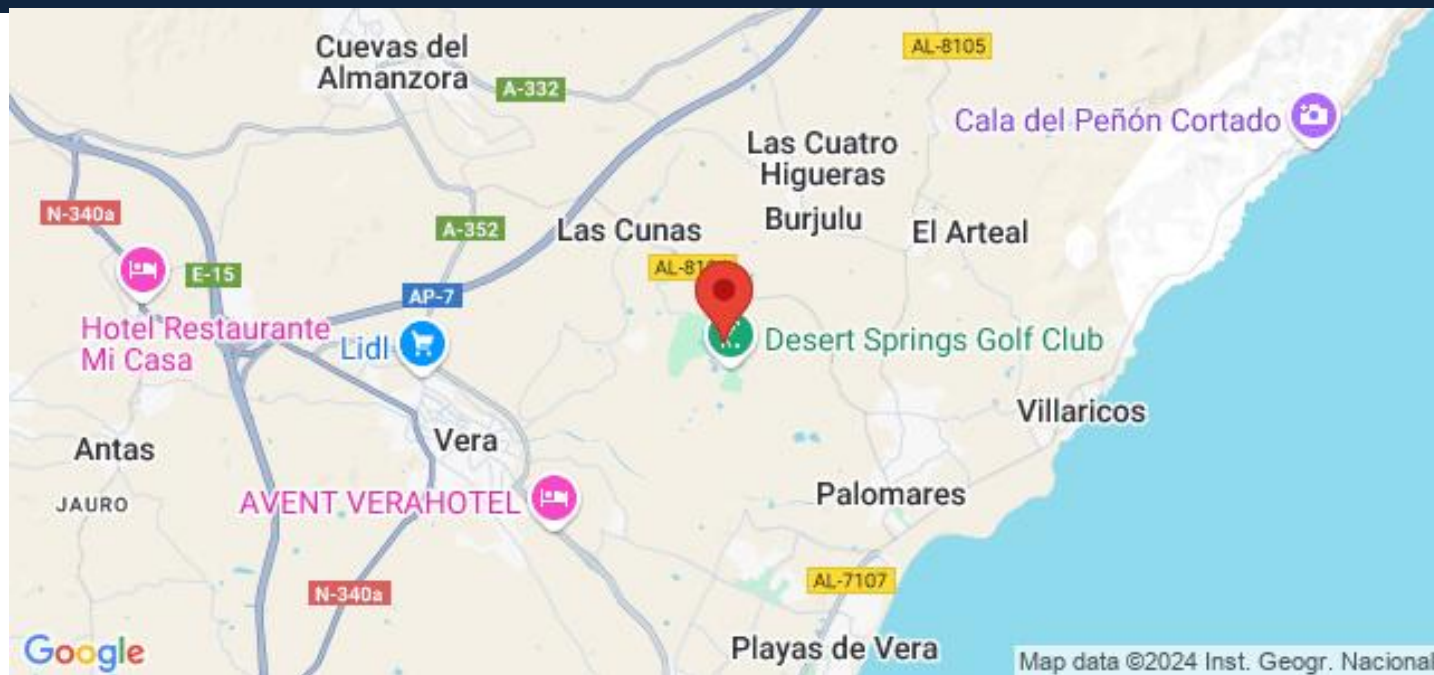 Cuevas del
Almanzora
AL-8105
A-332
Cala del Peñón Cortado
Las Cuatro
Higueras
N-340a
A-352
Las Cunas
Burjulu
El Arteal
E-15
AP-7
Hotel Restaurante
Mi Casa
Lidl
Desert Springs Golf Club
Villaricos
Antas
Vera
JAURO
AVENT VERAHOTEL
Palomares
N-340a
AL-7107
Playas de Vera
Google
Map data ©2024 Inst. Geogr. Nacional